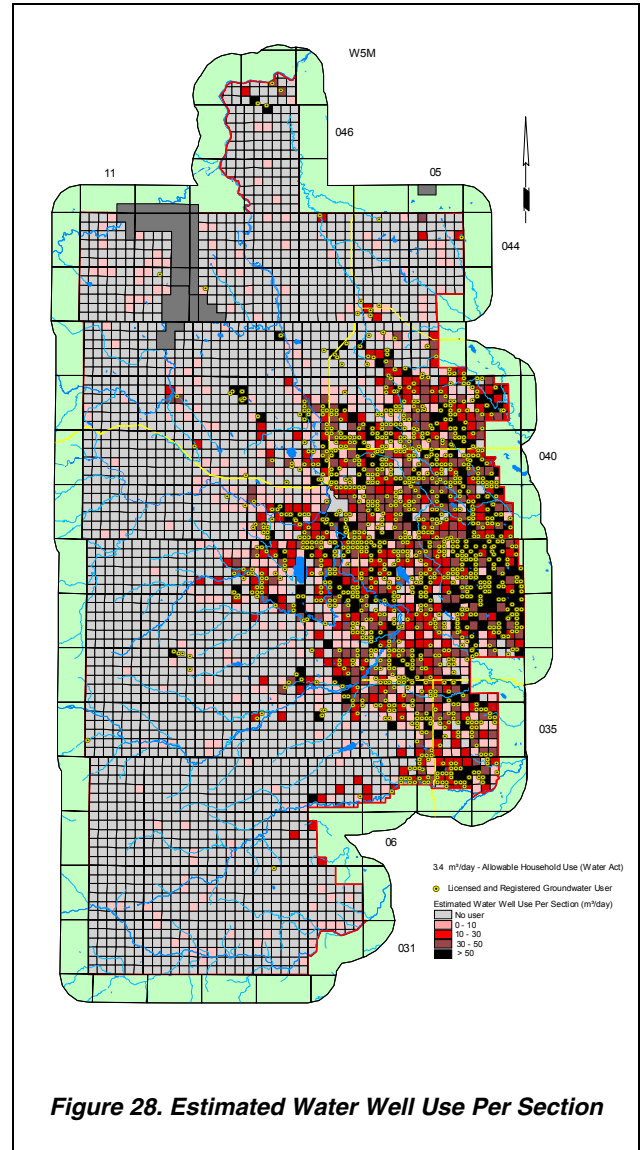 W5M
046
11
05
044
040
035
06
3.4 m³/day - Allowable Household Use (Water Act)
Licensed and Registered Groundwater User
Estimated Water Well Use Per Section (m³/day)
No user
0 - 10
10 - 30
30 - 50
> 50
031
Figure 28. Estimated Water Well Use Per Section